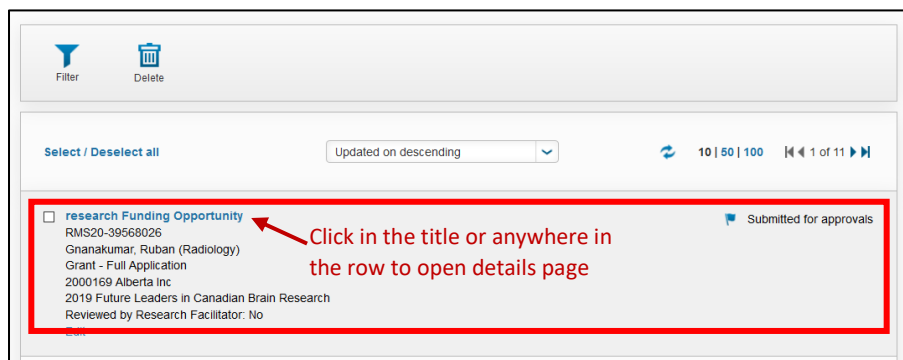 Filter Delete
Select / Deselect all Updated on descending 10 | 50 | 100 1 of 11
research Funding Opportunity Submitted for approvals
RMS20-39568026
Gnanakumar, Ruban (Radiology)
Grant - Full Application
2000169 Alberta Inc
2019 Future Leaders in Canadian Brain Research
Reviewed by Research Facilitator: No
Edit
Click in the title or anywhere in
the row to open details page